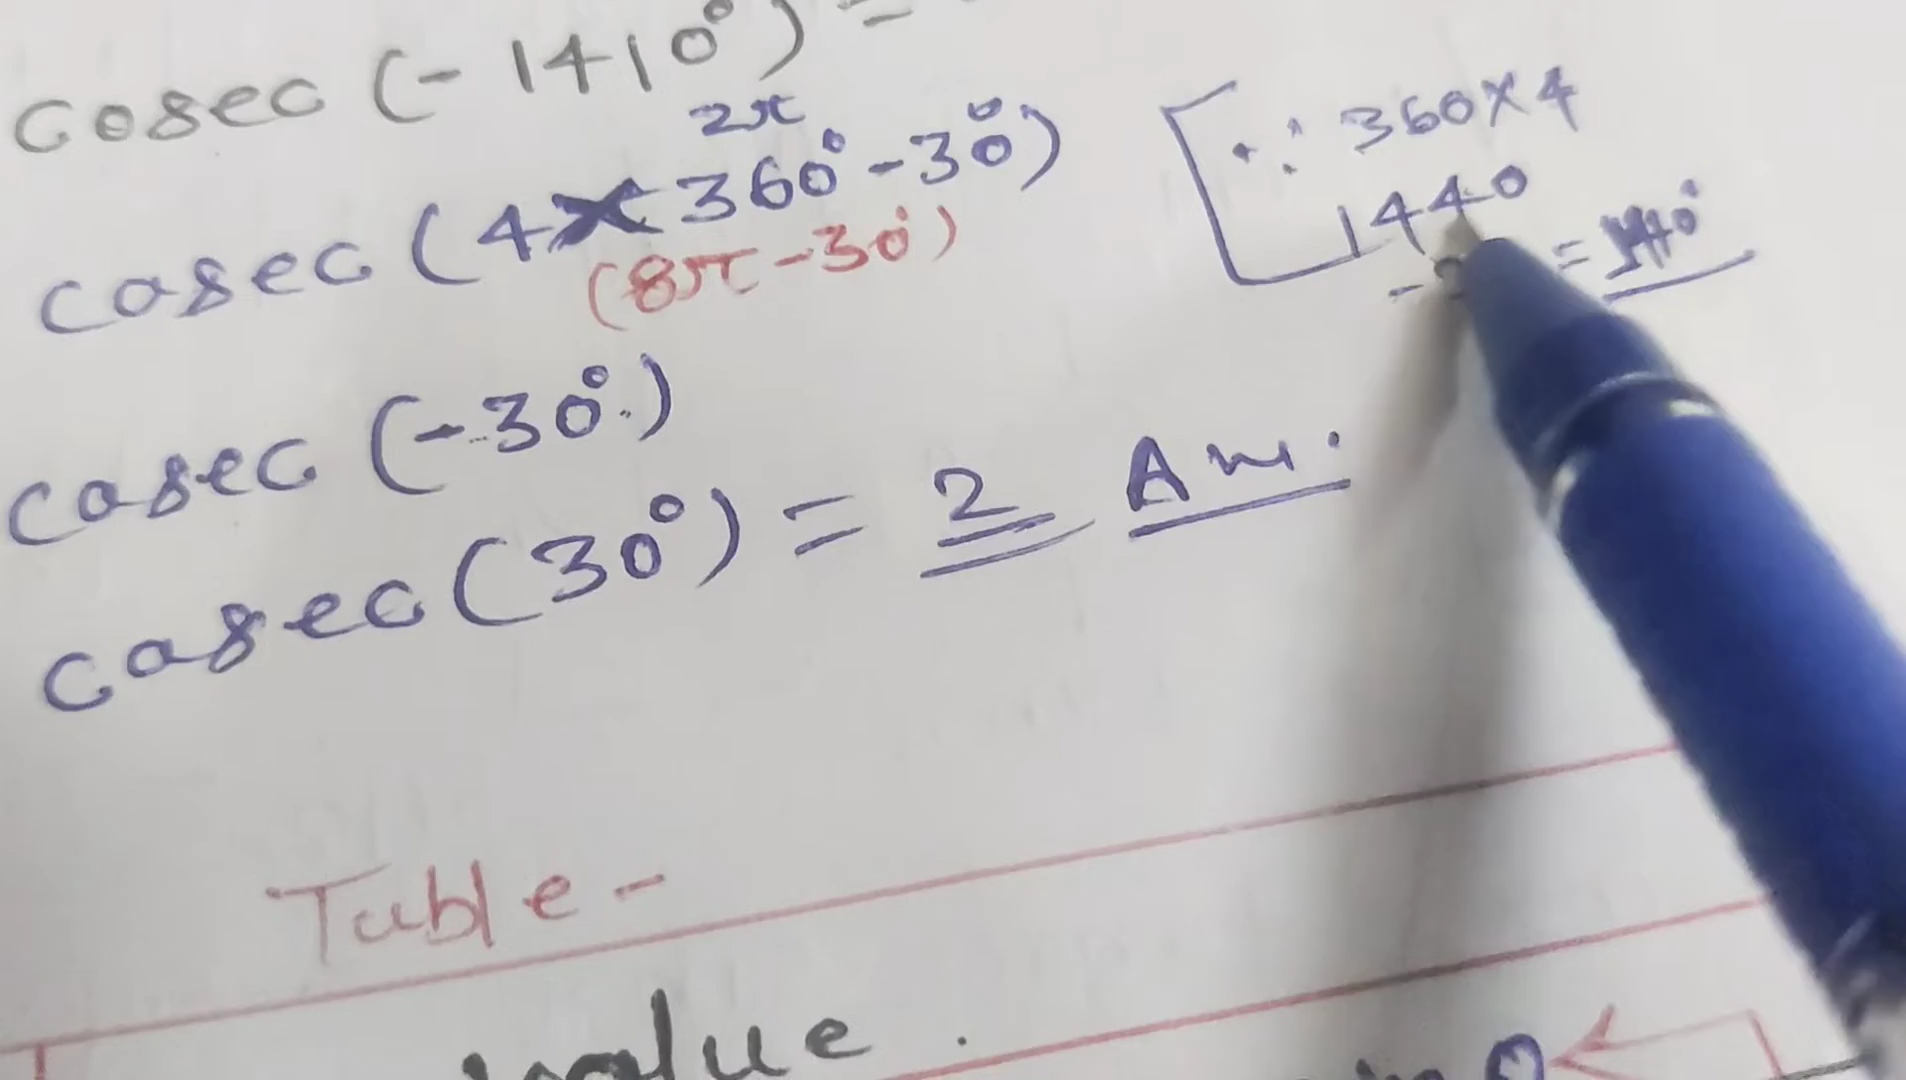 cosec (-1410°) =
2π
cosec (4×360°-30°)
(8π-30°)
∵ 360×4
1440
cosec (-30°)
cosec (30°) = 2 Ans.
Table-
value